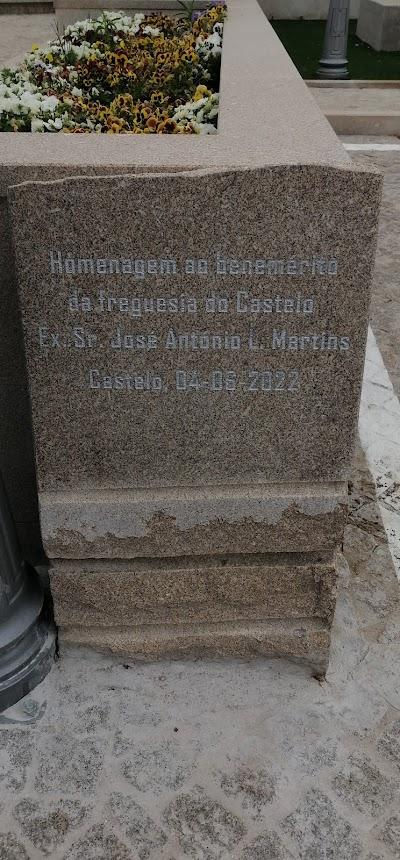 Homenagem ao benemérito
da freguesia do Castelo
Ex. Sr. José António L. Martins
Castelo, 04-06-2022